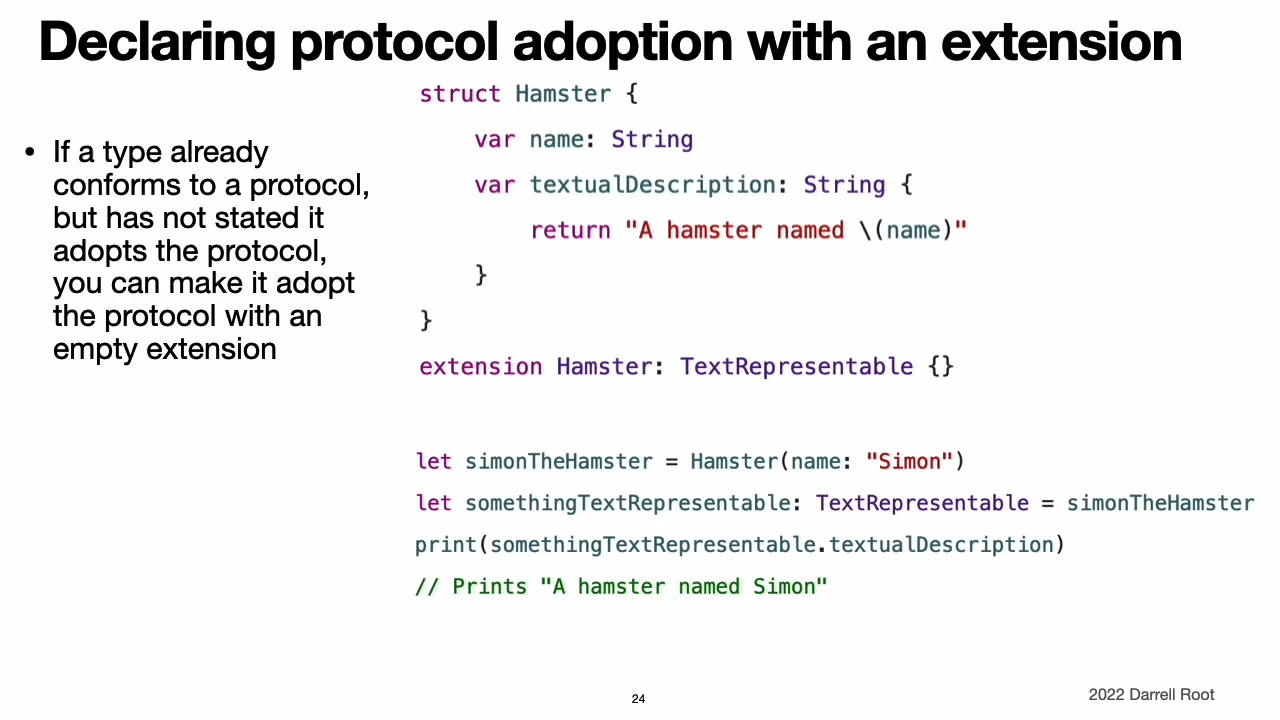 Declaring protocol adoption with an extension
• If a type already
conforms to a protocol,
but has not stated it
adopts the protocol,
you can make it adopt
the protocol with an
empty extension
struct Hamster {
    var name: String
    var textualDescription: String {
        return "A hamster named \(name)"
    }
}
extension Hamster: TextRepresentable {}
let simonTheHamster = Hamster(name: "Simon")
let somethingTextRepresentable: TextRepresentable = simonTheHamster
print(somethingTextRepresentable.textualDescription)
// Prints "A hamster named Simon"
24
2022 Darrell Root